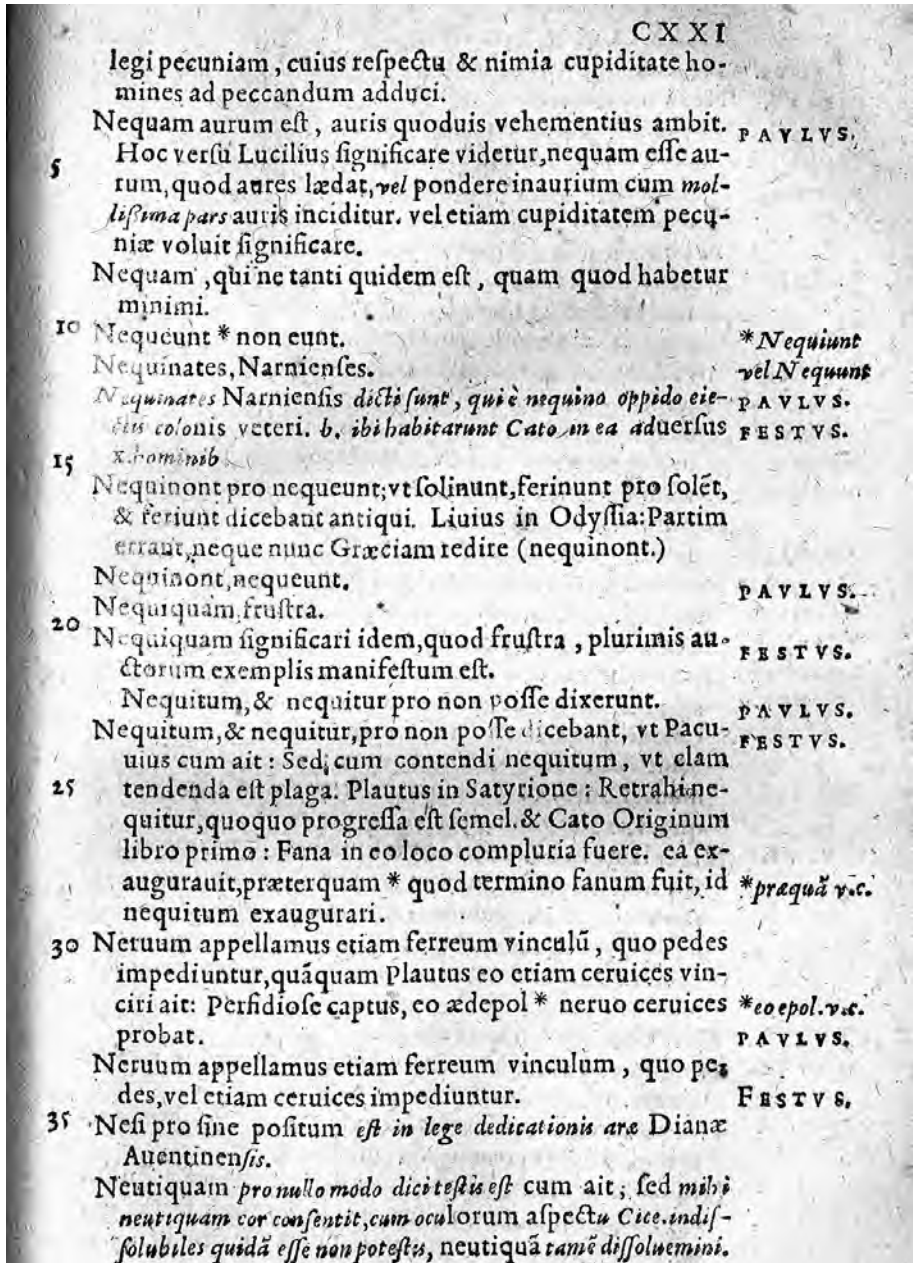 CXXI
legi pecuniam, cuius reſpectu & nimia cupiditate ho-
mines ad peccandum adduci.
Nequam aurum eſt, auris quoduis vehementius ambit. PAVLVS.
5 Hoc verſu Lucilius ſignificare videtur, nequam eſſe au-
rum, quod aures lædat, vel pondere inaurium cum mol-
lißima pars auris inciditur. vel etiam cupiditatem pecu-
niæ voluit ſignificare.
Nequam, qui ne tanti quidem eſt, quam quod habetur
minimi.
10 Nequeunt * non eunt. *Nequiunt
Nequinates, Narnienſes. vel Nequunt
Nequinates Narnienſis dicti ſunt, qui è nequino oppido eie- PAVLVS.
ctis colonis veteri. b. ibi habitarunt Cato in ea aduerſus FESTVS.
15 x. hominib
Nequinont pro nequeunt; vt ſolinunt, ferinunt pro ſolẽt,
& feriunt dicebant antiqui. Liuius in Odyſſia: Partim
errant, neque nunc Græciam redire (nequinont.)
Nequinont, nequeunt. PAVLVS.
20 Nequiquam, fruſtra.
Nequiquam ſignificari idem, quod fruſtra, plurimis au- FESTVS.
ctorum exemplis manifeſtum eſt.
Nequitum, & nequitur pro non poſſe dixerunt. PAVLVS.
Nequitum, & nequitur, pro non poſſe dicebant, vt Pacu- FESTVS.
uius cum ait: Sed, cum contendi nequitum, vt clam
25 tendenda eſt plaga. Plautus in Satyrione: Retrahi ne-
quitur, quoquo progreſſa eſt ſemel. & Cato Originum
libro primo: Fana in eo loco compluria fuere. ea ex-
augurauit, præterquam * quod termino fanum fuit, id *præquã v.c.
nequitum exaugurari.
30 Neruum appellamus etiam ferreum vinculũ, quo pedes
impediuntur, quãquam Plautus eo etiam ceruices vin-
ciri ait: Perfidioſe captus, eo ædepol * neruo ceruices *eo epol. v.c.
probat. PAVLVS.
Neruum appellamus etiam ferreum vinculum, quo pe-
des, vel etiam ceruices impediuntur. FESTVS.
35 Neſi pro ſine poſitum eſt in lege dedicationis aræ Dianæ
Auentinenſis.
Neutiquam pro nullo modo dici teſtis eſt cum ait; ſed mihi
neutiquam cor conſentit, cum oculorum aſpectu Cice. indiſ-
ſolubiles quidã eſſe non poteſtis, neutiquã tamẽ diſſoluemini.